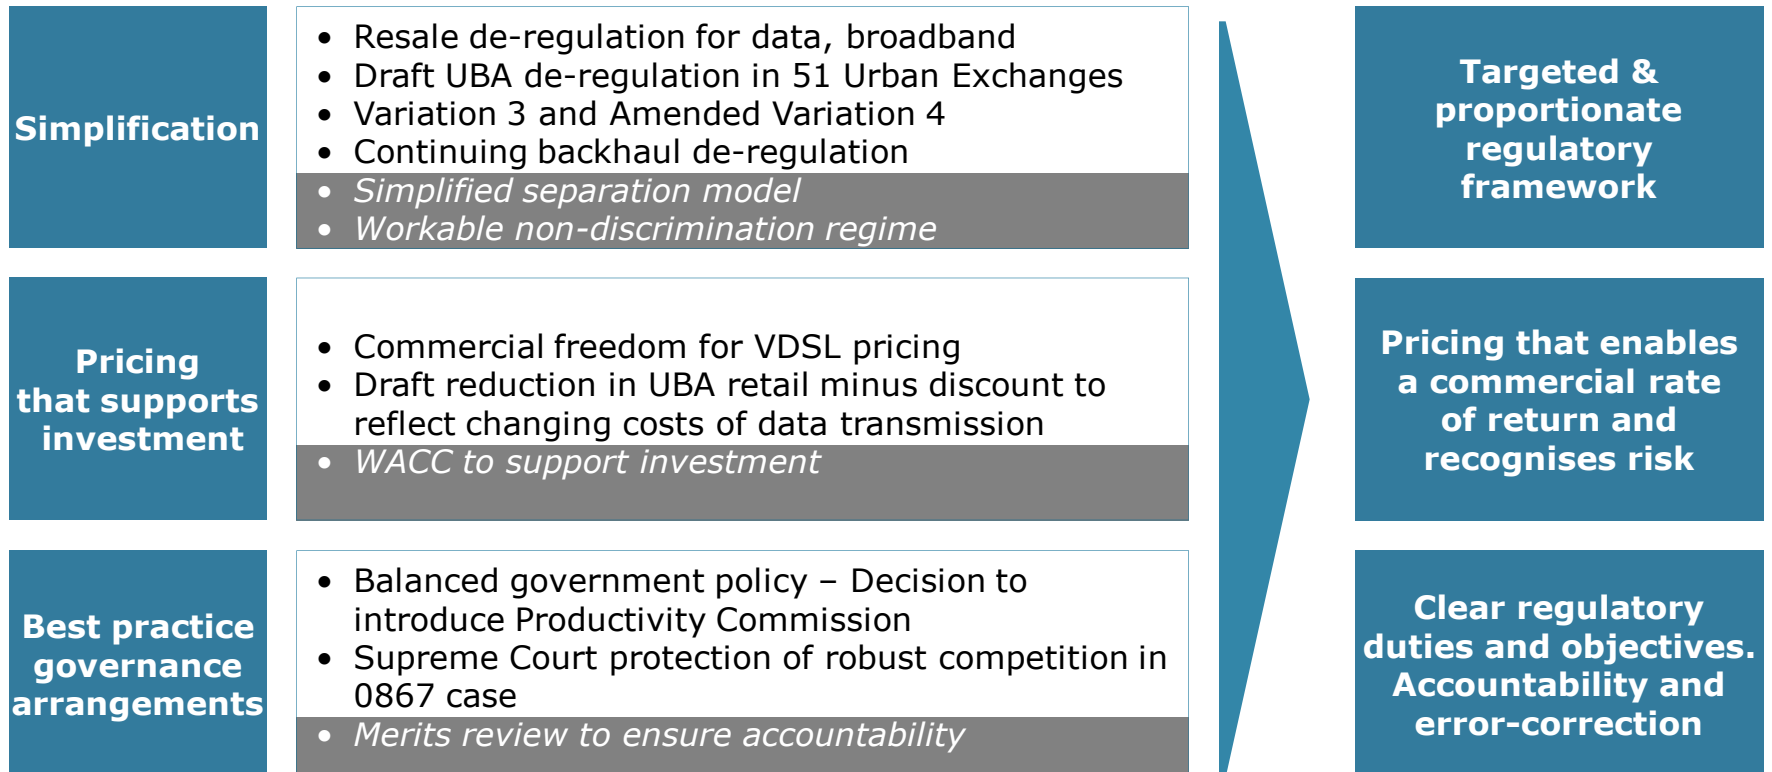 Simplification
• Resale de-regulation for data, broadband
• Draft UBA de-regulation in 51 Urban Exchanges
• Variation 3 and Amended Variation 4
• Continuing backhaul de-regulation
• Simplified separation model
• Workable non-discrimination regime
Targeted &
proportionate
regulatory
framework
Pricing
that supports
investment
• Commercial freedom for VDSL pricing
• Draft reduction in UBA retail minus discount to
reflect changing costs of data transmission
• WACC to support investment
Pricing that enables
a commercial rate
of return and
recognises risk
Best practice
governance
arrangements
• Balanced government policy – Decision to
introduce Productivity Commission
• Supreme Court protection of robust competition in
0867 case
• Merits review to ensure accountability
Clear regulatory
duties and objectives.
Accountability and
error-correction